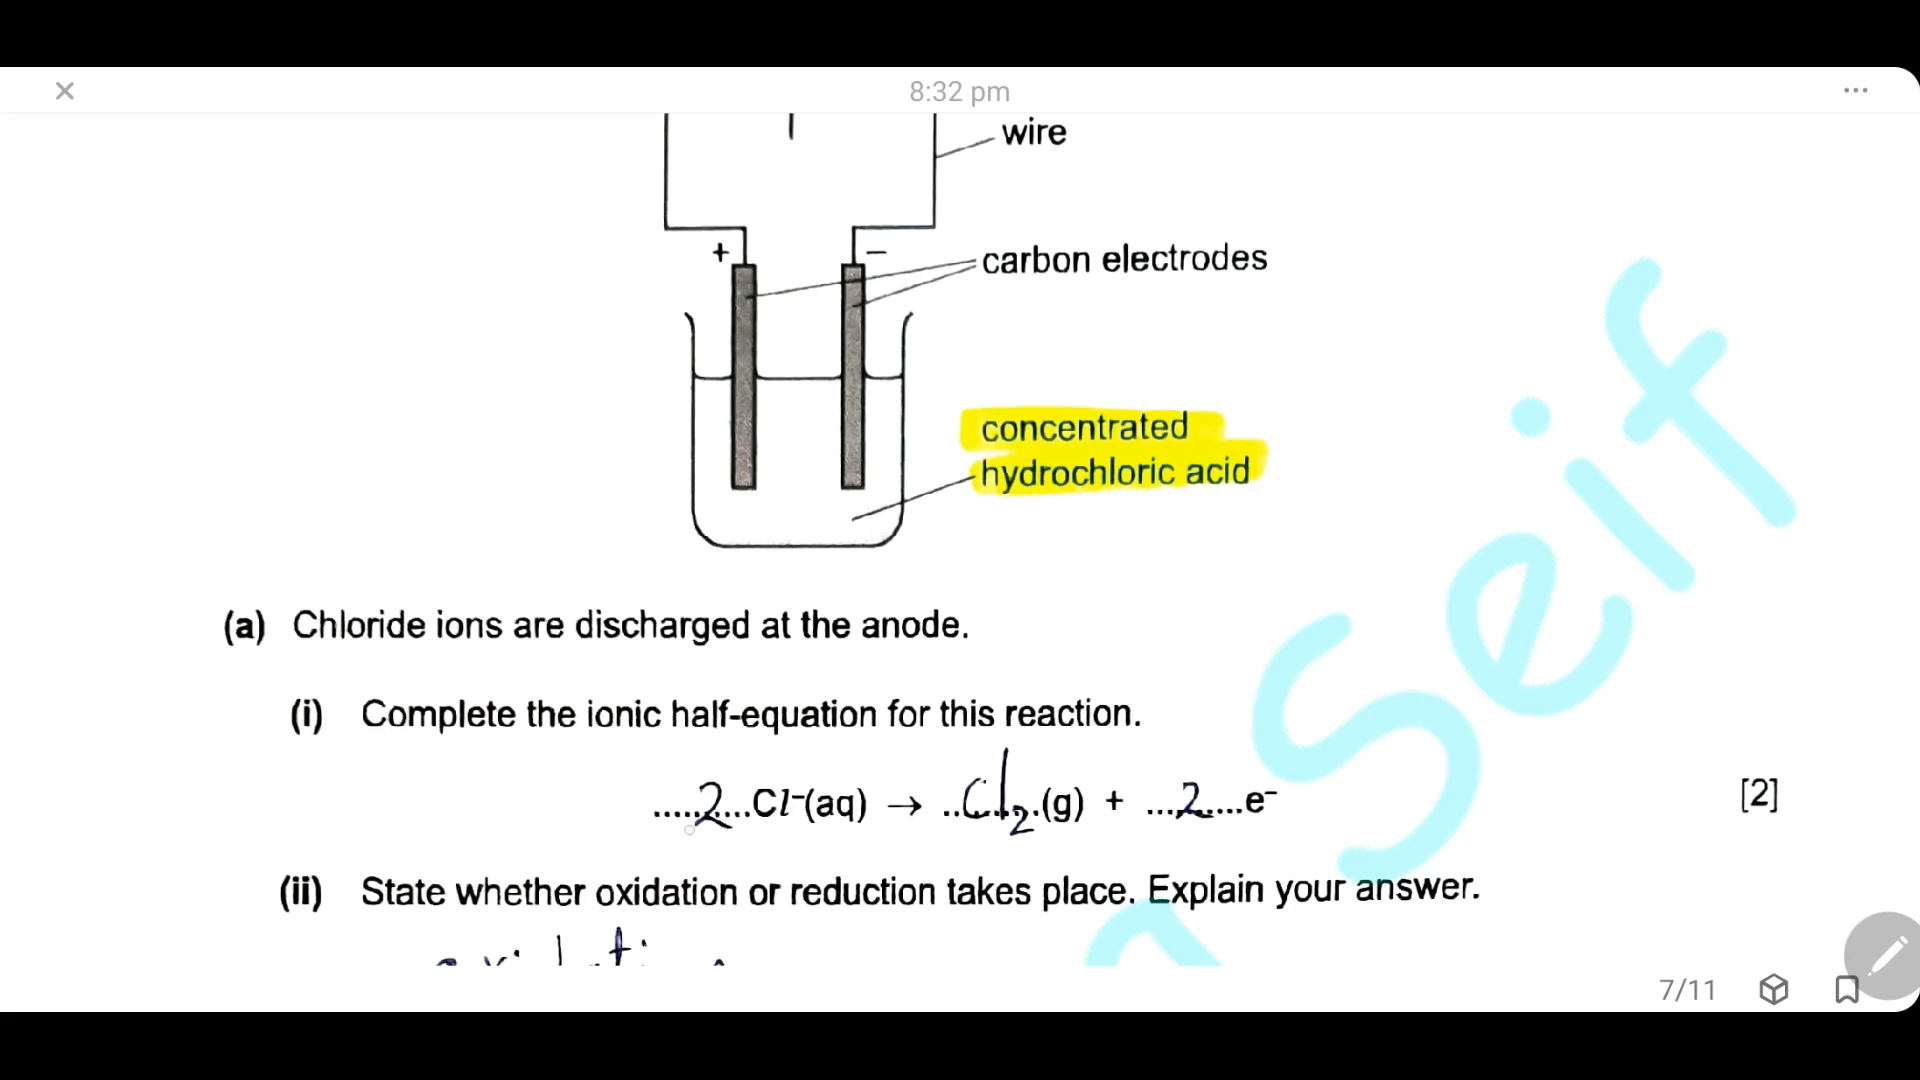 8:32 pm
wire
+ −
carbon electrodes
concentrated
hydrochloric acid
(a) Chloride ions are discharged at the anode.
(i) Complete the ionic half-equation for this reaction.
.....2...Cl⁻(aq) → ..Cl₂.(g) + ...2....e⁻ [2]
(ii) State whether oxidation or reduction takes place. Explain your answer.
Seif
7/11